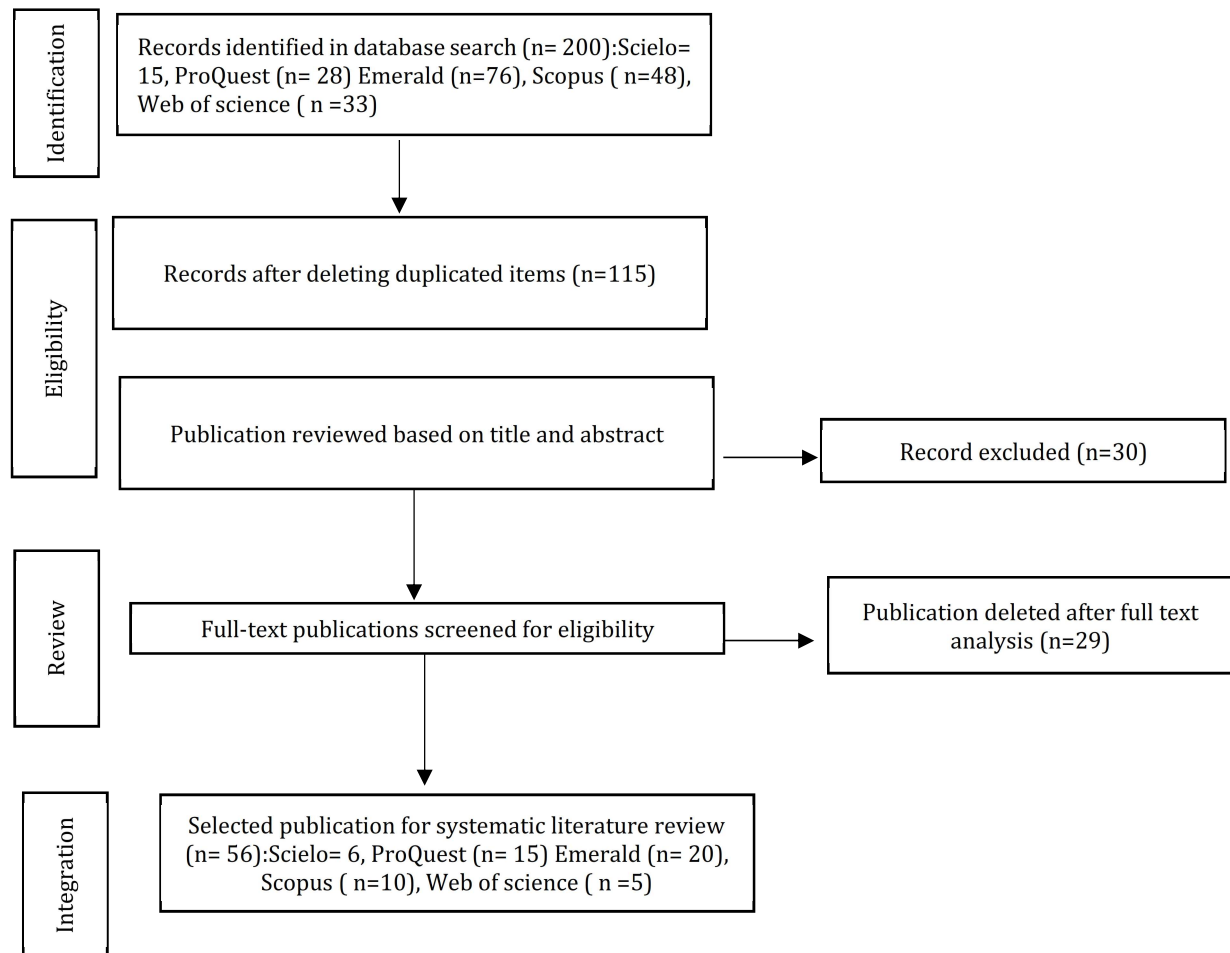 Identification
Records identified in database search (n= 200):Scielo=
15, ProQuest (n= 28) Emerald (n=76), Scopus ( n=48),
Web of science ( n =33)
Eligibility
Records after deleting duplicated items (n=115)
Publication reviewed based on title and abstract
Record excluded (n=30)
Review
Full-text publications screened for eligibility
Publication deleted after full text
analysis (n=29)
Integration
Selected publication for systematic literature review
(n= 56):Scielo= 6, ProQuest (n= 15) Emerald (n= 20),
Scopus ( n=10), Web of science ( n =5)